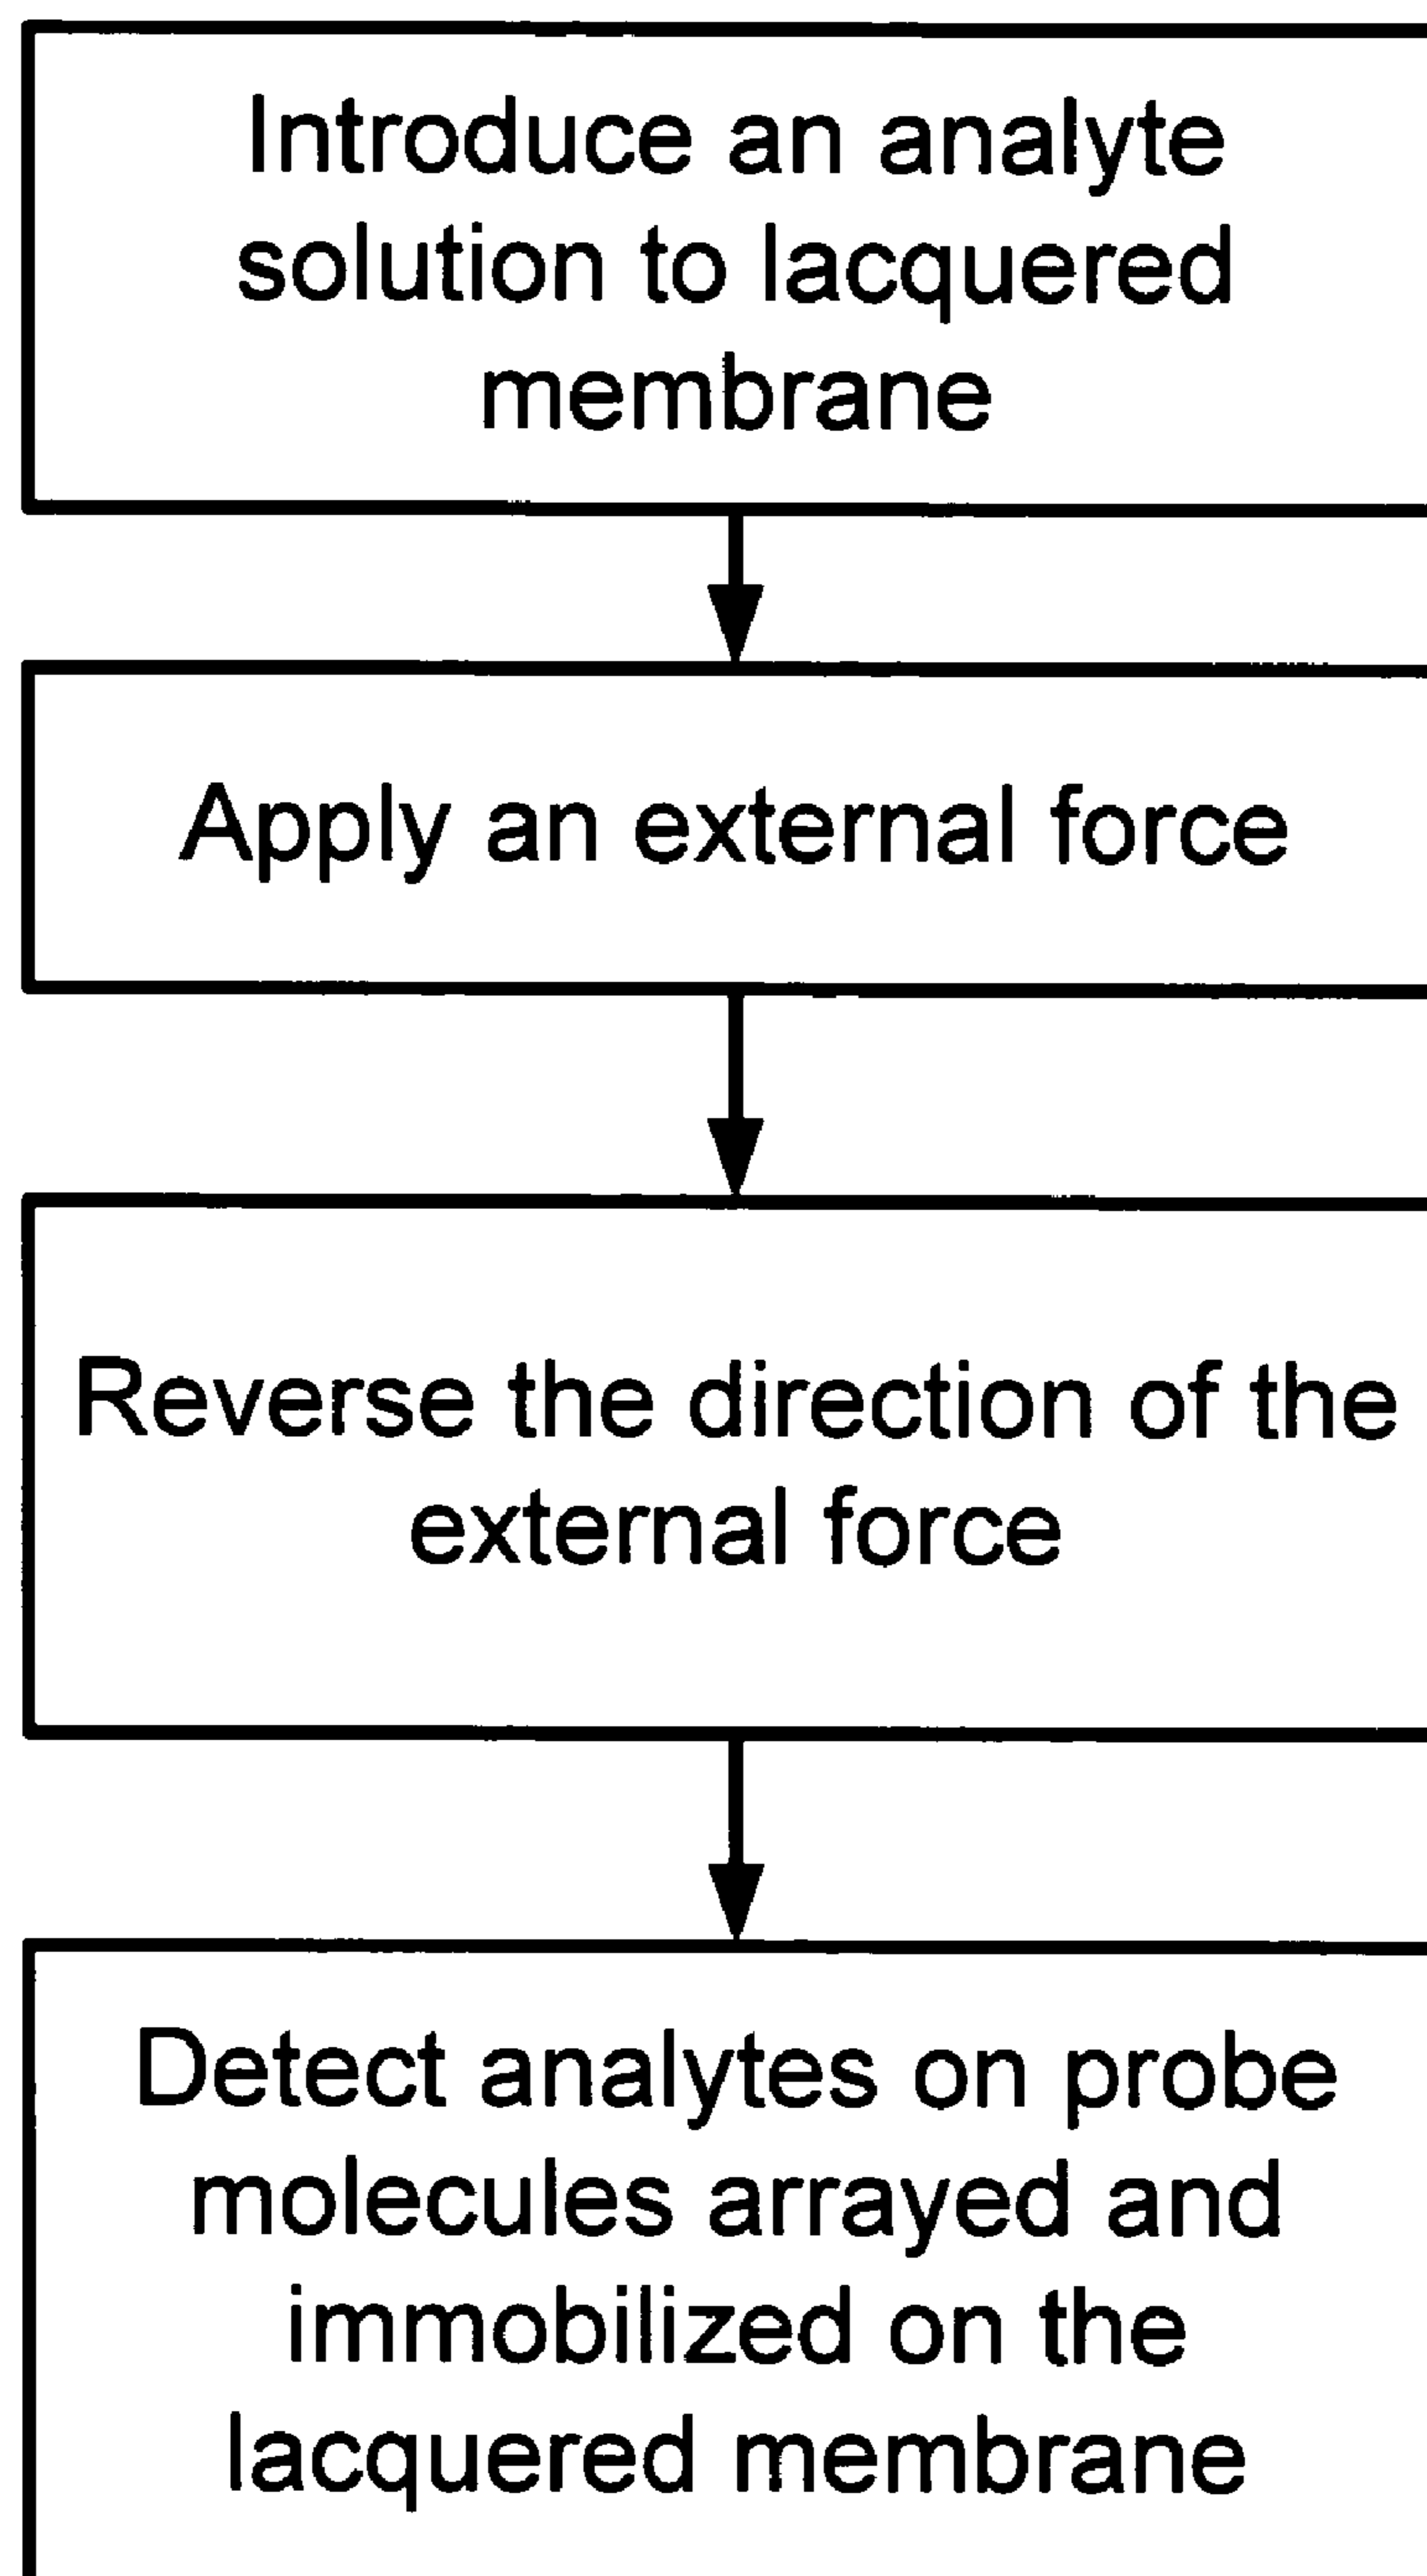 Introduce an analyte
solution to lacquered
membrane
Apply an external force
Reverse the direction of the
external force
Detect analytes on probe
molecules arrayed and
immobilized on the
lacquered membrane